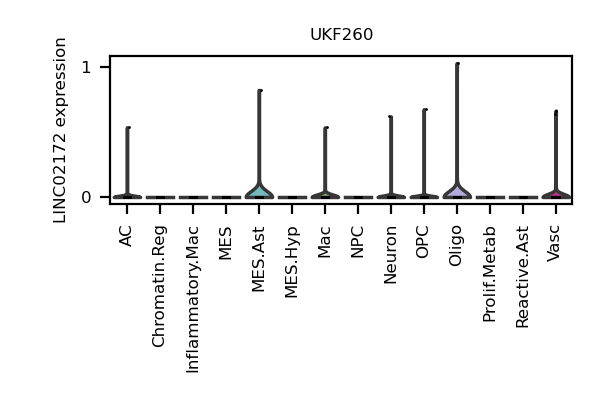 UKF260
LINC02172 expression
1
0
AC
Chromatin.Reg
Inflammatory.Mac
MES
MES.Ast
MES.Hyp
Mac
NPC
Neuron
OPC
Oligo
Prolif.Metab
Reactive.Ast
Vasc